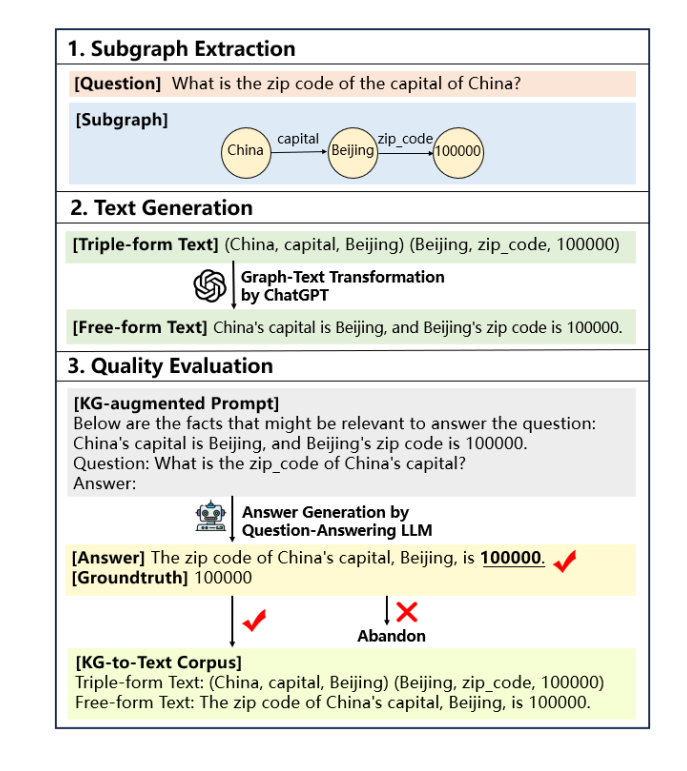 1. Subgraph Extraction
[Question] What is the zip code of the capital of China?
[Subgraph]
China capital Beijing zip_code 100000
2. Text Generation
[Triple-form Text] (China, capital, Beijing) (Beijing, zip_code, 100000)
Graph-Text Transformation
by ChatGPT
[Free-form Text] China's capital is Beijing, and Beijing's zip code is 100000.
3. Quality Evaluation
[KG-augmented Prompt]
Below are the facts that might be relevant to answer the question:
China's capital is Beijing, and Beijing's zip code is 100000.
Question: What is the zip_code of China's capital?
Answer:
Answer Generation by
Question-Answering LLM
[Answer] The zip code of China's capital, Beijing, is 100000.
[Groundtruth] 100000
Abandon
[KG-to-Text Corpus]
Triple-form Text: (China, capital, Beijing) (Beijing, zip_code, 100000)
Free-form Text: The zip code of China's capital, Beijing, is 100000.